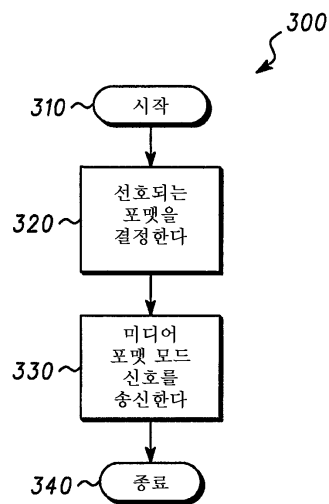 300
310
시작
320
선호되는
포맷을
결정한다
330
미디어
포맷 모드
신호를
송신한다
340
종료